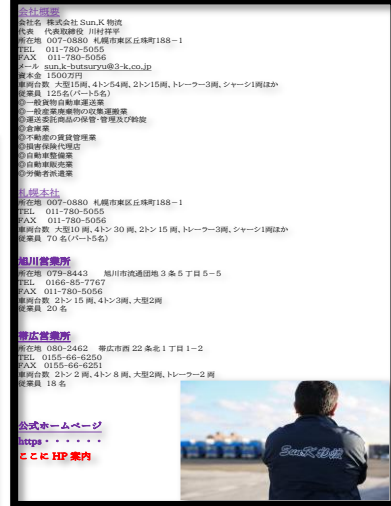 会社概要
会社名 株式会社 Sun.K 物流
代表 代表取締役 川村祥平
所在地 007-0880 札幌市東区丘珠町188-1
TEL 011-780-5055
FAX 011-780-5056
メール sun.k-butsuryu@3-k.co.jp
資本金 1500万円
車両台数 大型15両、4トン54両、2トン15両、トレーラー3両、シャーシ1両ほか
従業員 125名(パート5名)
◎一般貨物自動車運送業
◎一般産業廃棄物の収集運搬業
◎運送委託商品の保管・管理及び斡旋
◎倉庫業
◎不動産の賃貸管理業
◎損害保険代理店
◎自動車整備業
◎自動車販売業
◎労働者派遣業
札幌本社
所在地 007-0880 札幌市東区丘珠町188-1
TEL 011-780-5055
FAX 011-780-5056
車両台数 大型10 両、4トン 30 両、2トン 15 両、トレーラー3両、シャーシ1両ほか
従業員 70 名(パート5名)
旭川営業所
所在地 079-8443 旭川市流通団地 3 条 5 丁目 5-5
TEL 0166-85-7767
FAX 011-780-5056
車両台数 2トン 15 両、4トン3両、大型2両
従業員 20 名
帯広営業所
所在地 080-2462 帯広市西 22 条北 1 丁目 1-2
TEL 0155-66-6250
FAX 0155-66-6251
車両台数 2トン 2 両、4トン 8 両、大型2両、トレーラー2 両
従業員 18 名
公式ホームページ
https・・・・・・
ここに HP 案内
Sun.K 物流